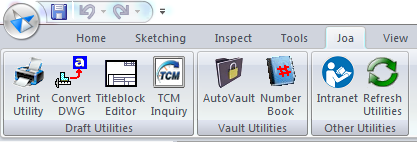 Home Sketching Inspect Tools Joa View
Print Utility
Convert DWG
Titleblock Editor
TCM
TCM Inquiry
AutoVault
Number Book
Intranet
Refresh Utilities
a
Draft Utilities Vault Utilities Other Utilities